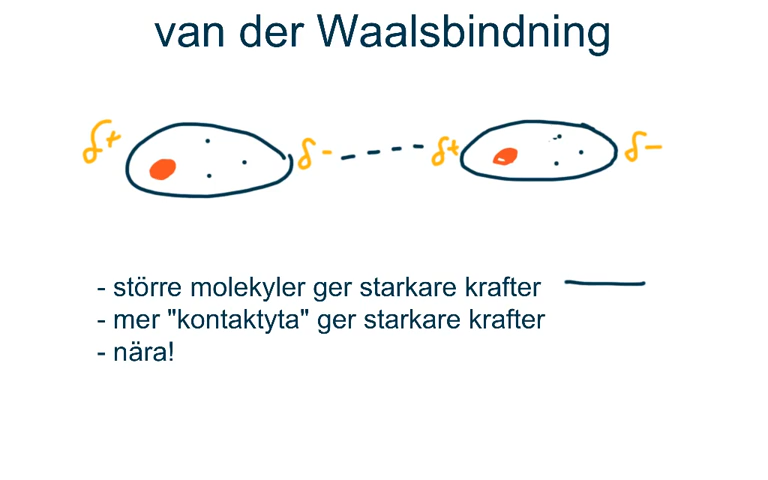 van der Waalsbindning
δ+ δ- δ+ δ-
- större molekyler ger starkare krafter
- mer "kontaktyta" ger starkare krafter
- nära!